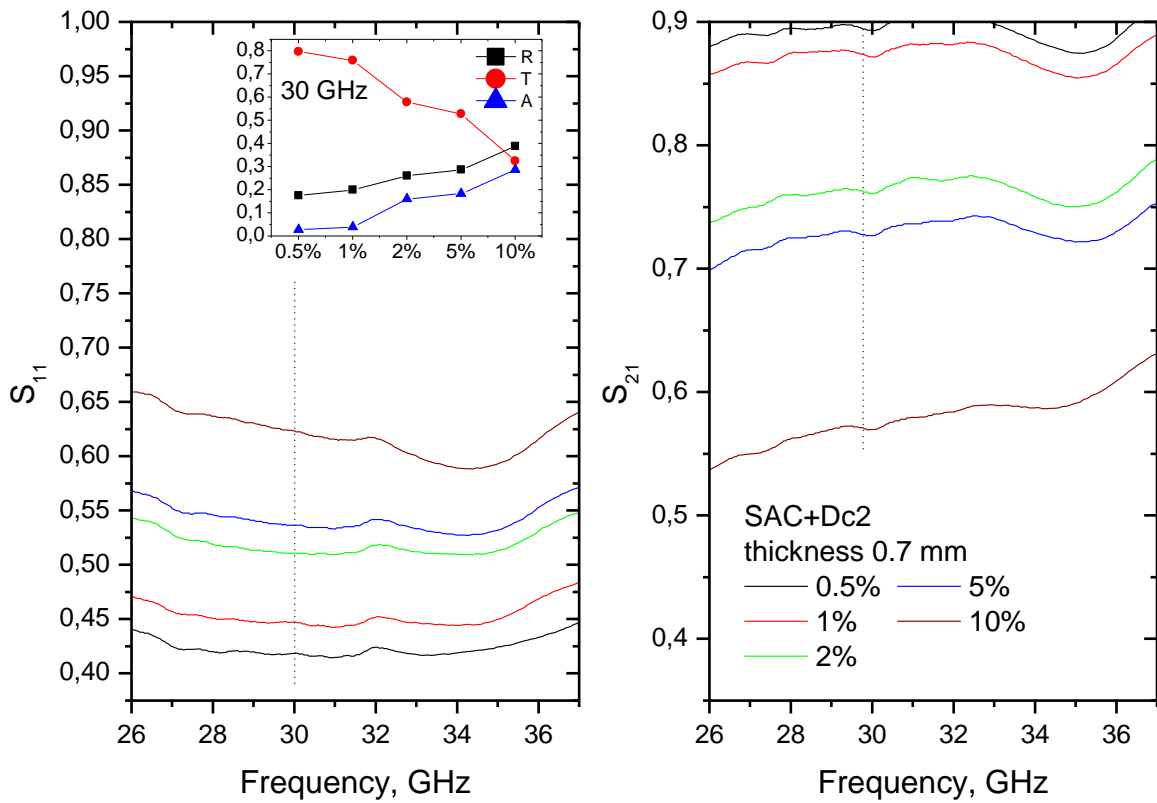 1,00
0,95
0,90
0,85
0,80
0,75
0,70
0,65
0,60
0,55
0,50
0,45
0,40
S11
26 28 30 32 34 36
Frequency, GHz
0,8
0,7
0,6
0,5
0,4
0,3
0,2
0,1
0,0
30 GHz
R
T
A
0.5% 1% 2% 5% 10%
0,9
0,8
0,7
0,6
0,5
0,4
S21
SAC+Dc2
thickness 0.7 mm
0.5% 5%
1% 10%
2%
26 28 30 32 34 36
Frequency, GHz